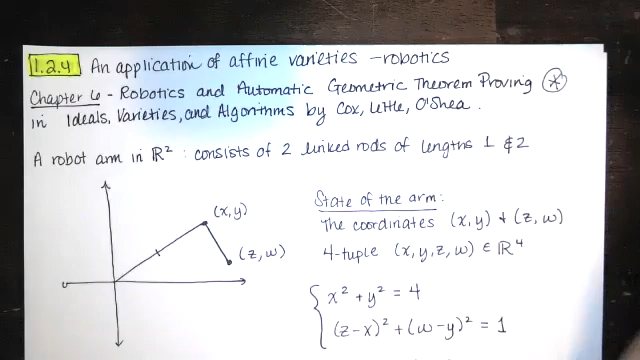 1.2.4 An application of affine varieties - robotics
Chapter 6 - Robotics and Automatic Geometric Theorem Proving *
in Ideals, Varieties, and Algorithms by Cox, Little, O'Shea.
A robot arm in ℝ² : consists of 2 linked rods of lengths 1 & 2
(x,y)
(z,w)
State of the arm:
The coordinates (x,y) & (z,w)
4-tuple (x,y,z,w) ∈ ℝ⁴
{ x² + y² = 4
(z-x)² + (w-y)² = 1